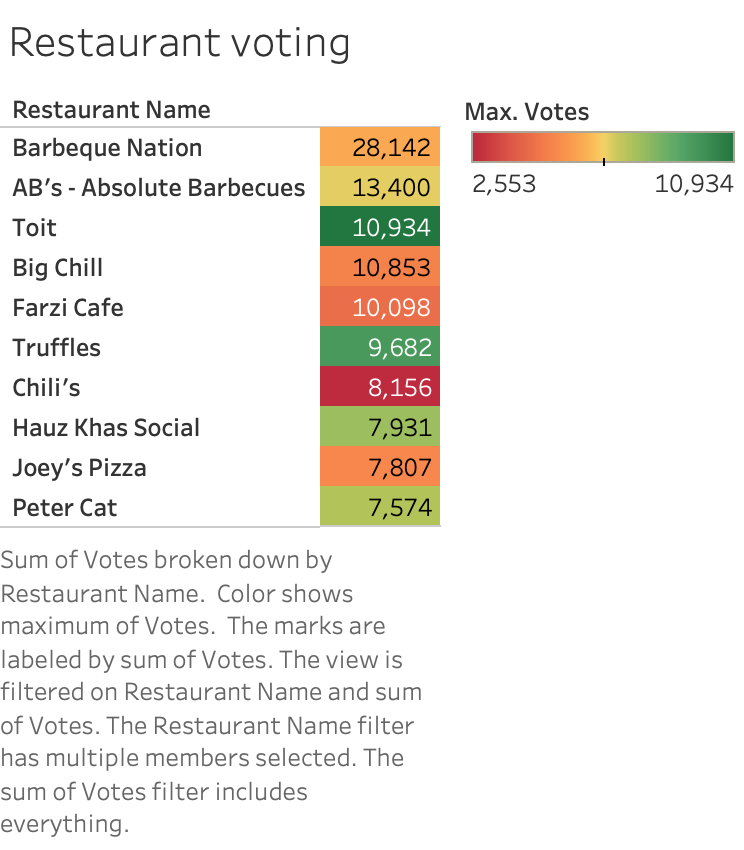 Restaurant voting
Restaurant Name
Barbeque Nation 28,142
AB's - Absolute Barbecues 13,400
Toit 10,934
Big Chill 10,853
Farzi Cafe 10,098
Truffles 9,682
Chili's 8,156
Hauz Khas Social 7,931
Joey's Pizza 7,807
Peter Cat 7,574
Max. Votes
2,553 10,934
Sum of Votes broken down by
Restaurant Name.  Color shows
maximum of Votes.  The marks are
labeled by sum of Votes. The view is
filtered on Restaurant Name and sum
of Votes. The Restaurant Name filter
has multiple members selected. The
sum of Votes filter includes
everything.